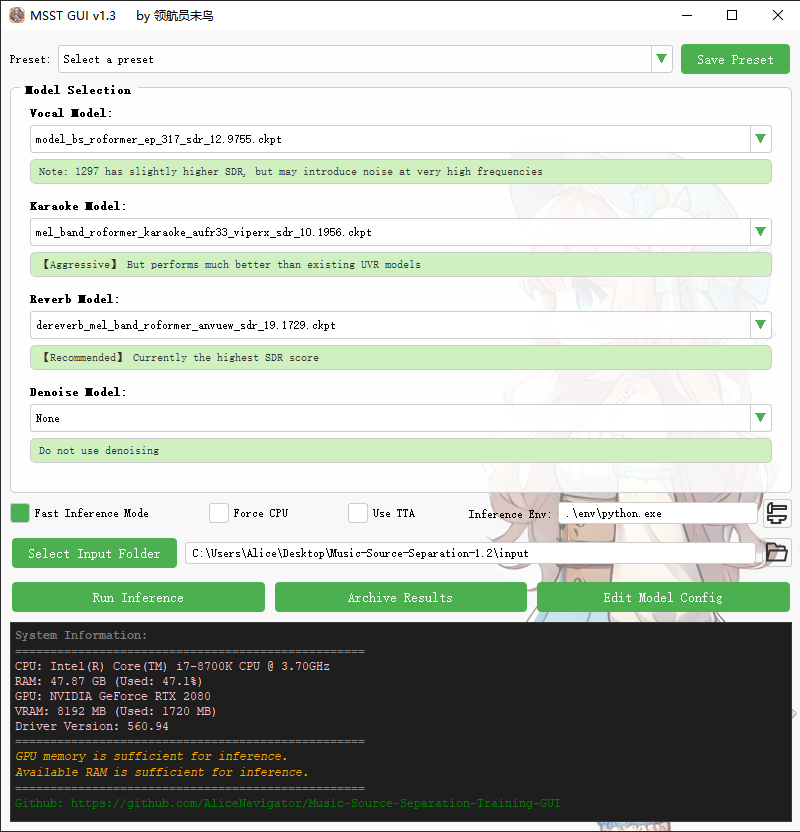 MSST GUI v1.3 by 领航员未鸟
Preset: Select a preset Save Preset
Model Selection
Vocal Model:
model_bs_roformer_ep_317_sdr_12.9755.ckpt
Note: 1297 has slightly higher SDR, but may introduce noise at very high frequencies
Karaoke Model:
mel_band_roformer_karaoke_aufr33_viperx_sdr_10.1956.ckpt
【Aggressive】 But performs much better than existing UVR models
Reverb Model:
dereverb_mel_band_roformer_anvuew_sdr_19.1729.ckpt
【Recommended】 Currently the highest SDR score
Denoise Model:
None
Do not use denoising
Fast Inference Mode Force CPU Use TTA Inference Env: .\env\python.exe
Select Input Folder C:\Users\Alice\Desktop\Music-Source-Separation-1.2\input
Run Inference Archive Results Edit Model Config
System Information:
==================================================
CPU: Intel(R) Core(TM) i7-8700K CPU @ 3.70GHz
RAM: 47.87 GB (Used: 47.1%)
GPU: NVIDIA GeForce RTX 2080
VRAM: 8192 MB (Used: 1720 MB)
Driver Version: 560.94
==================================================
GPU memory is sufficient for inference.
Available RAM is sufficient for inference.
==================================================
Github: https://github.com/AliceNavigator/Music-Source-Separation-Training-GUI